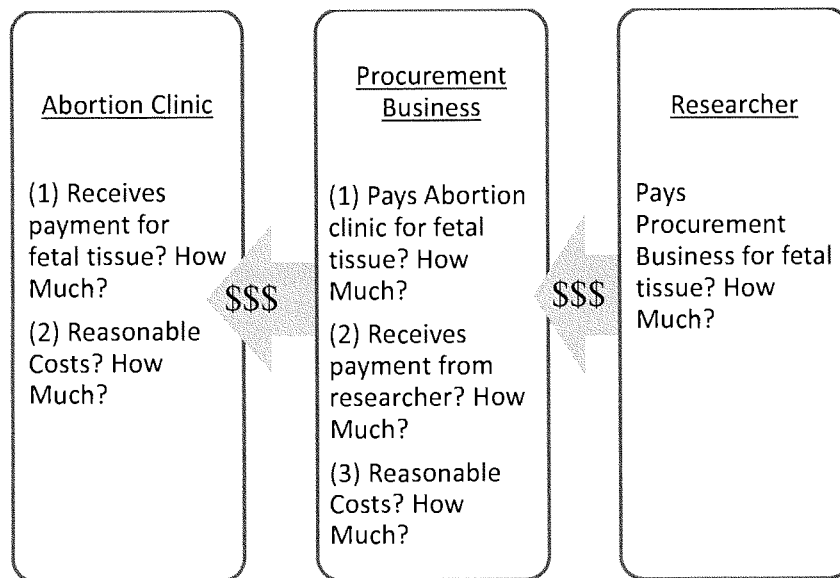 Abortion Clinic
(1) Receives
payment for
fetal tissue? How
Much?
(2) Reasonable
Costs? How
Much?
$$$
Procurement
Business
(1) Pays Abortion
clinic for fetal
tissue? How
Much?
(2) Receives
payment from
researcher? How
Much?
(3) Reasonable
Costs? How
Much?
$$$
Researcher
Pays
Procurement
Business for fetal
tissue? How
Much?